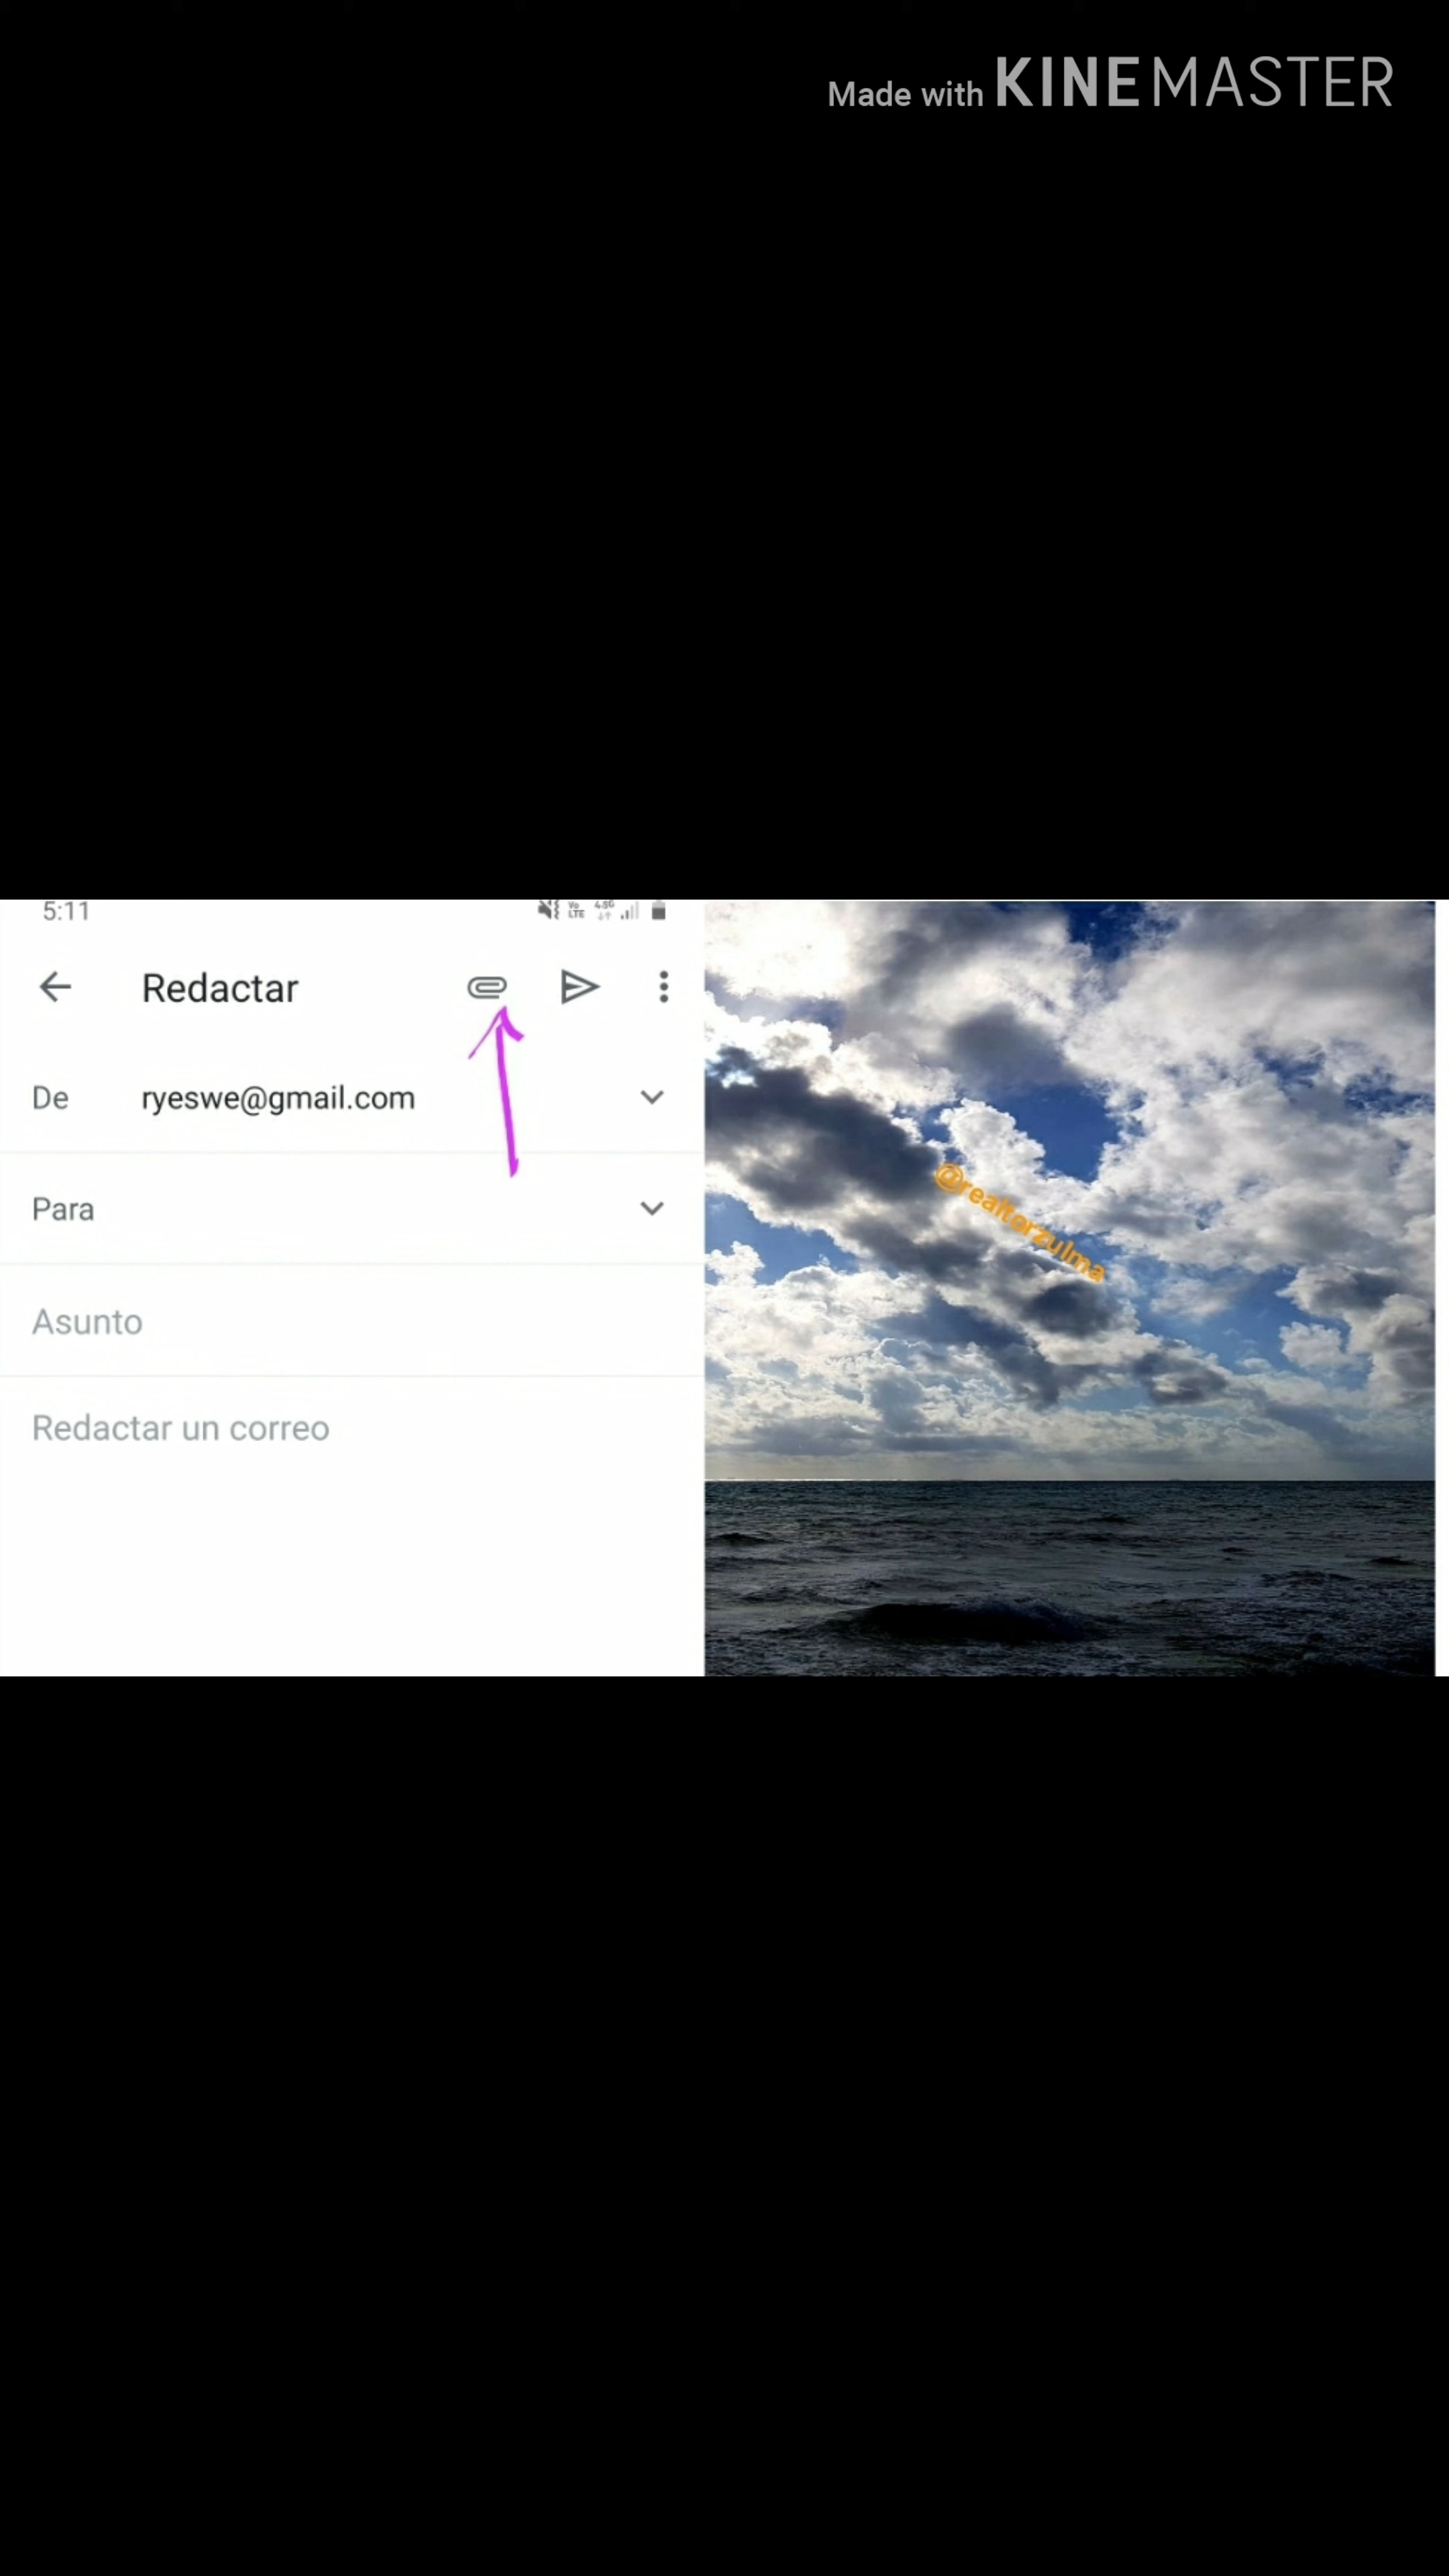 Made with KINEMASTER
5:11
Redactar
De ryeswe@gmail.com
Para
Asunto
Redactar un correo
@realtorzulma